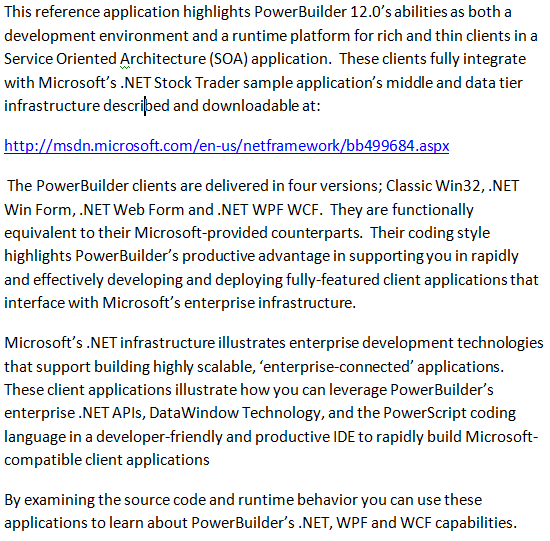 This reference application highlights PowerBuilder 12.0’s abilities as both a
development environment and a runtime platform for rich and thin clients in a
Service Oriented Architecture (SOA) application.  These clients fully integrate
with Microsoft’s .NET Stock Trader sample application’s middle and data tier
infrastructure described and downloadable at:
http://msdn.microsoft.com/en-us/netframework/bb499684.aspx
The PowerBuilder clients are delivered in four versions; Classic Win32, .NET
Win Form, .NET Web Form and .NET WPF WCF.  They are functionally
equivalent to their Microsoft-provided counterparts.  Their coding style
highlights PowerBuilder’s productive advantage in supporting you in rapidly
and effectively developing and deploying fully-featured client applications that
interface with Microsoft’s enterprise infrastructure.
Microsoft’s .NET infrastructure illustrates enterprise development technologies
that support building highly scalable, ‘enterprise-connected’ applications.
These client applications illustrate how you can leverage PowerBuilder’s
enterprise .NET APIs, DataWindow Technology, and the PowerScript coding
language in a developer-friendly and productive IDE to rapidly build Microsoft-
compatible client applications
By examining the source code and runtime behavior you can use these
applications to learn about PowerBuilder’s .NET, WPF and WCF capabilities.